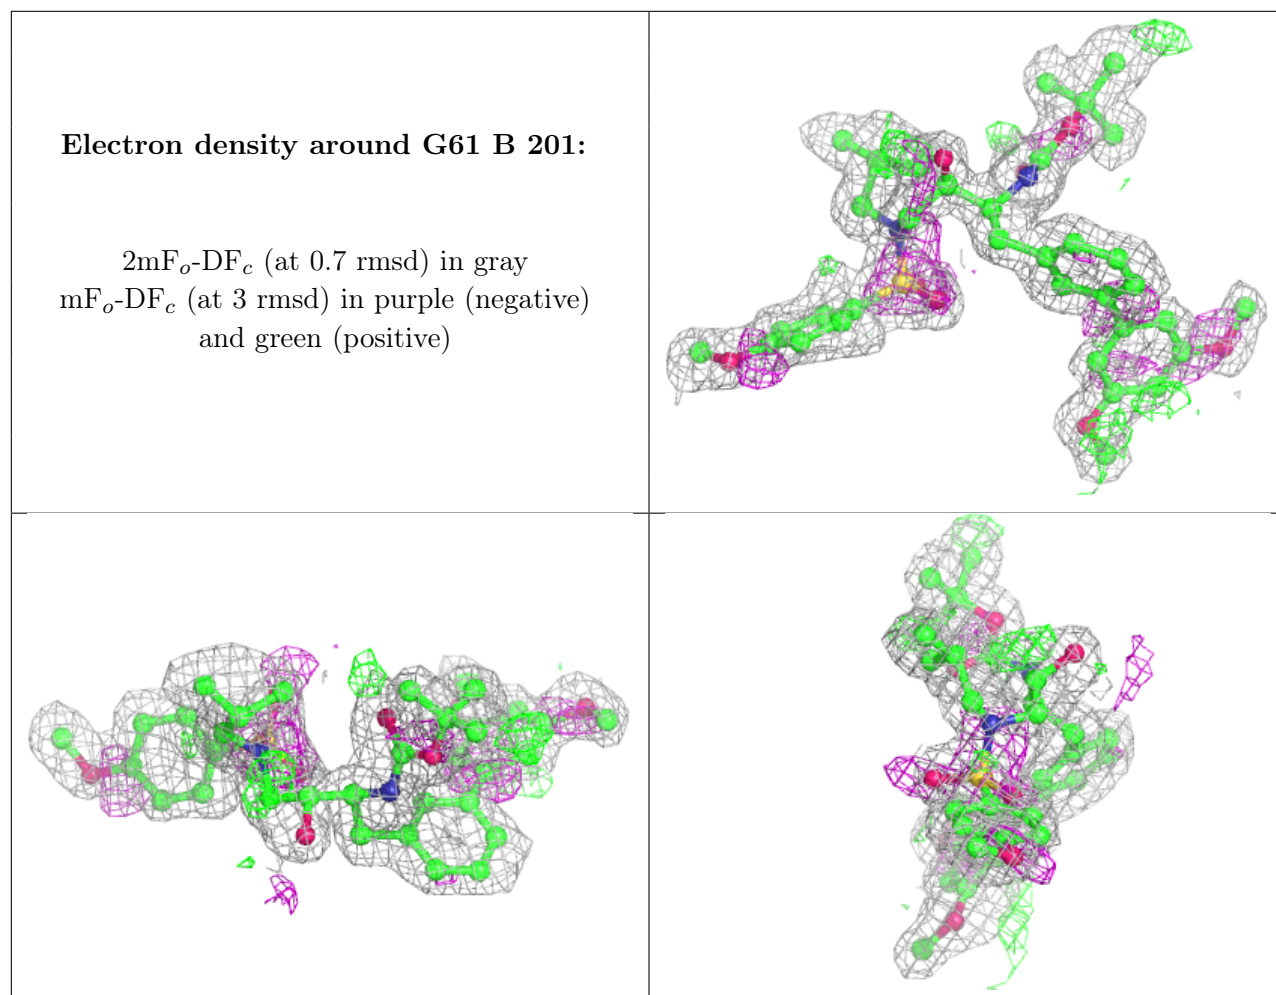 Electron density around G61 B 201:
2mFo-DFc (at 0.7 rmsd) in gray
mFo-DFc (at 3 rmsd) in purple (negative)
and green (positive)